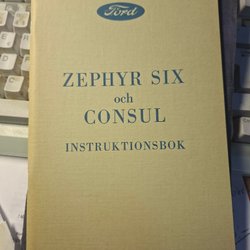 Ford
ZEPHYR SIX
och
CONSUL
INSTRUKTIONSBOK